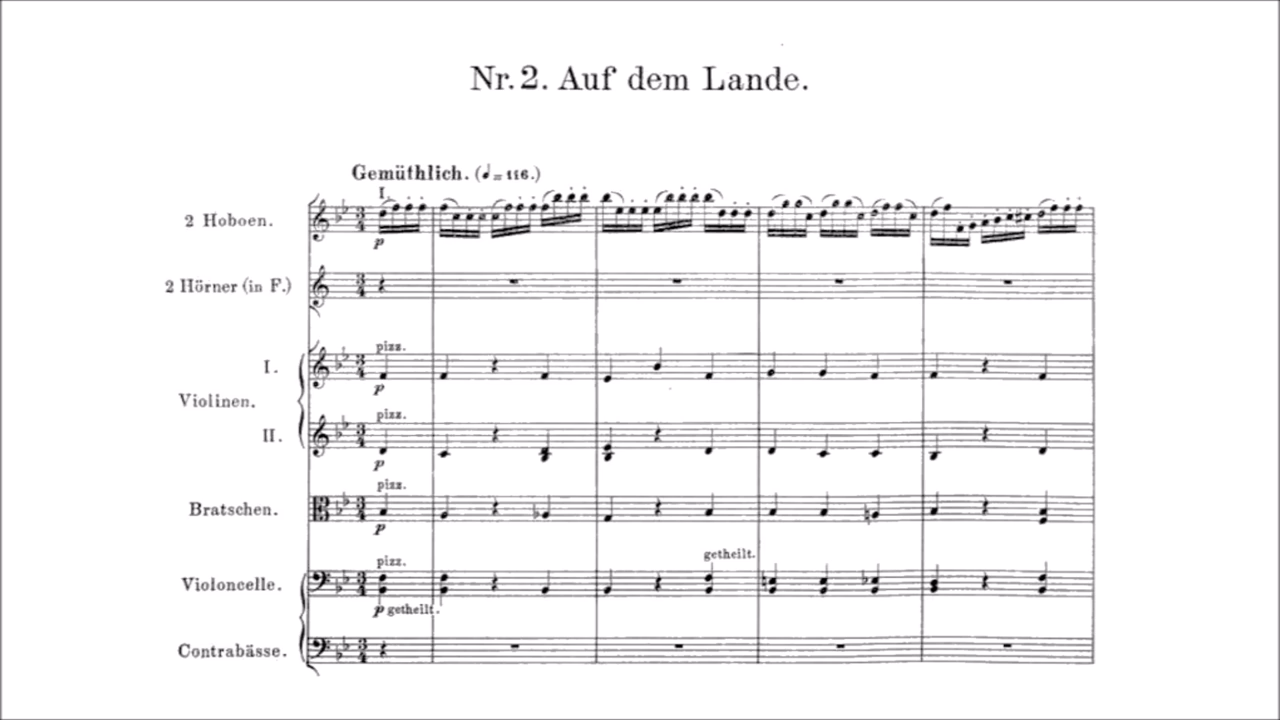 Nr. 2. Auf dem Lande.
Gemüthlich. (♩= 116.)
I.
2 Hoboen.
p
2 Hörner (in F.)
pizz.
I.
p
Violinen.
pizz.
II.
p
pizz.
Bratschen.
p
getheilt.
pizz.
Violoncelle.
p getheilt.
Contrabässe.